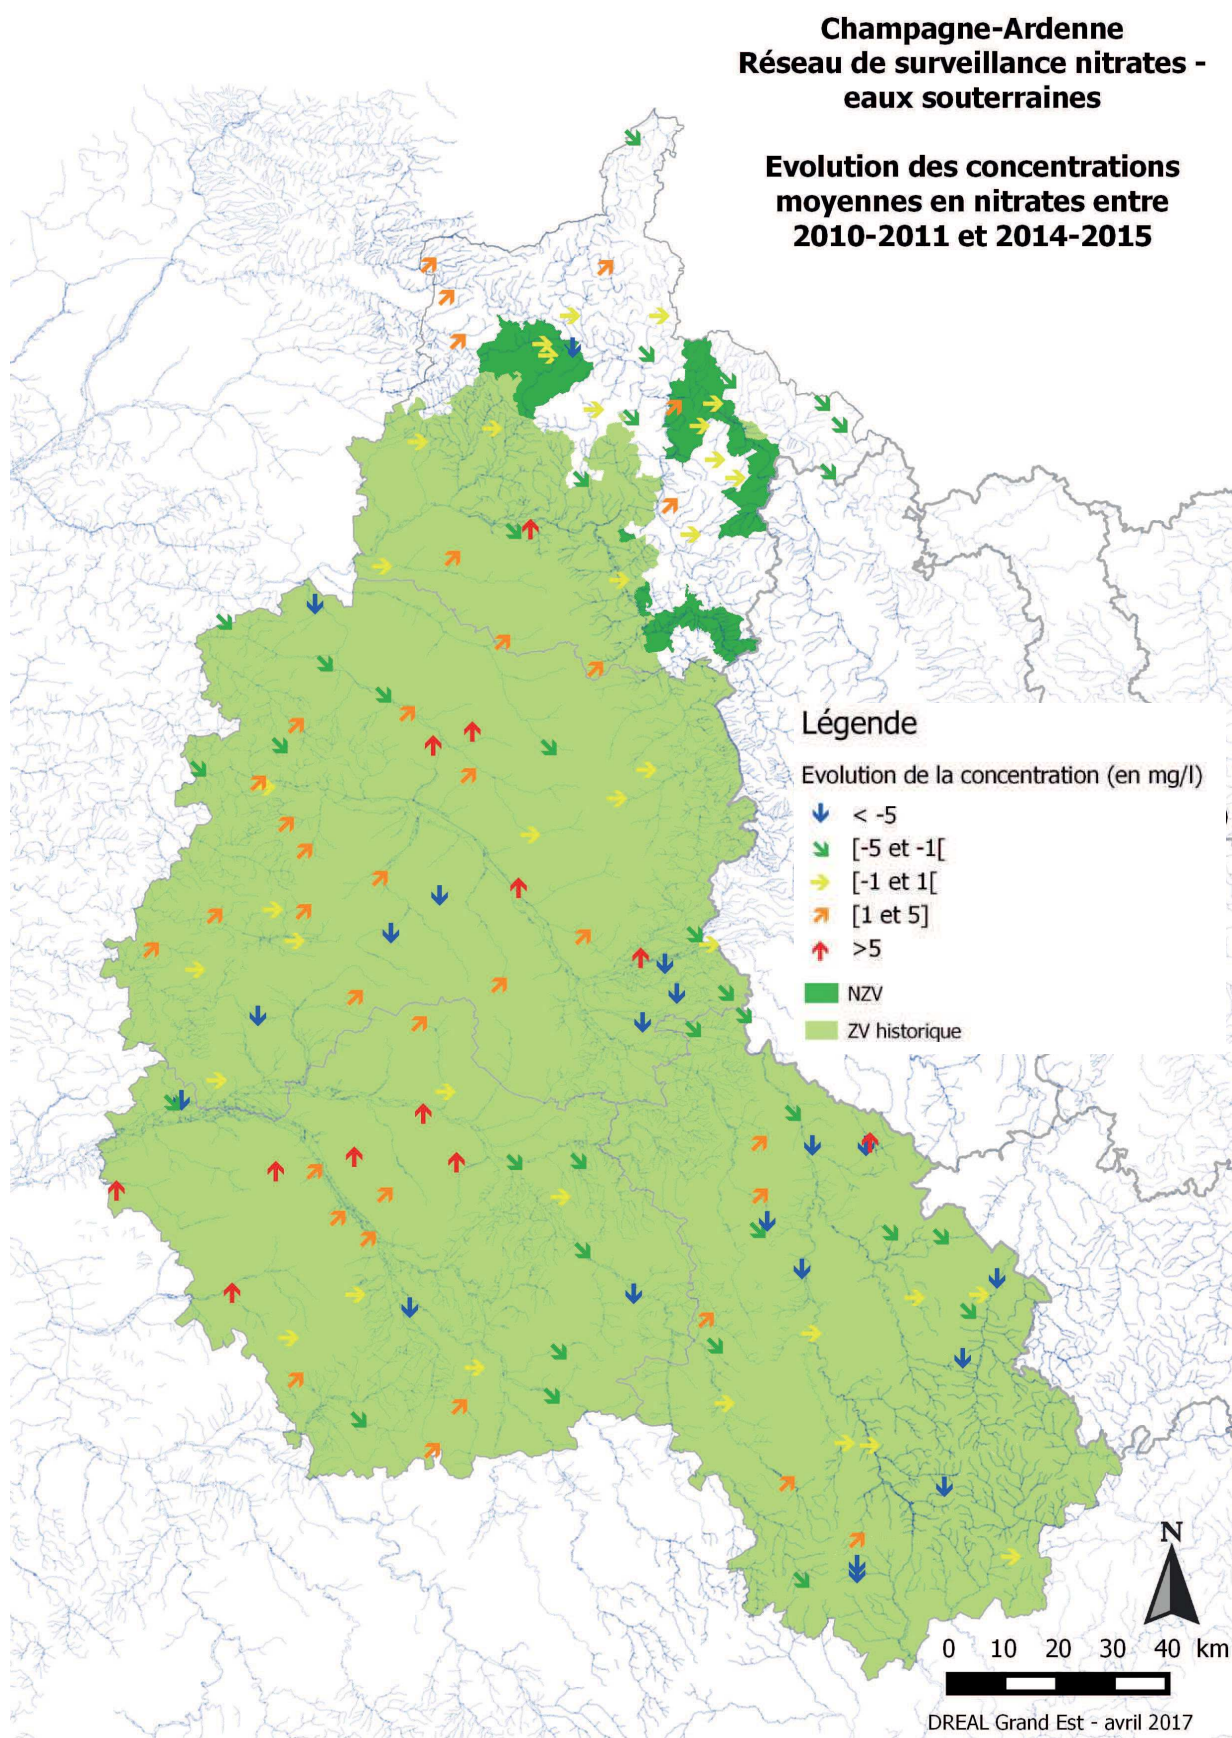 Champagne-Ardenne
Réseau de surveillance nitrates -
eaux souterraines
Evolution des concentrations
moyennes en nitrates entre
2010-2011 et 2014-2015
Légende
Evolution de la concentration (en mg/l)
< -5
[-5 et -1[
[-1 et 1[
[1 et 5]
>5
NZV
ZV historique
N
0 10 20 30 40 km
DREAL Grand Est - avril 2017